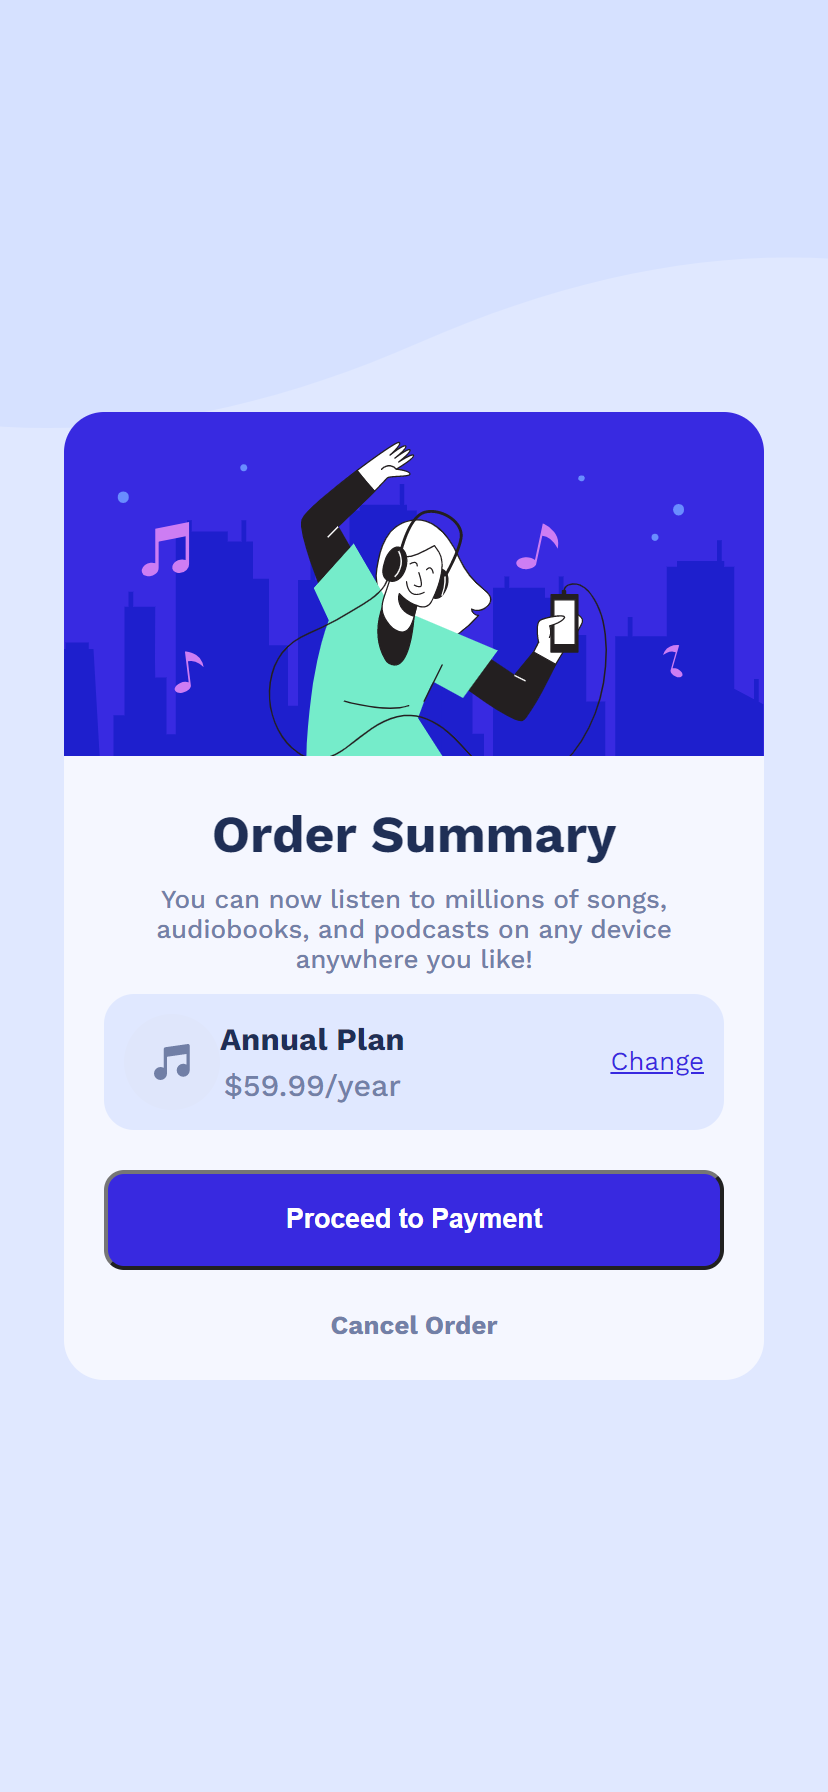 Order Summary
You can now listen to millions of songs,
audiobooks, and podcasts on any device
anywhere you like!
Annual Plan
$59.99/year
Change
Proceed to Payment
Cancel Order